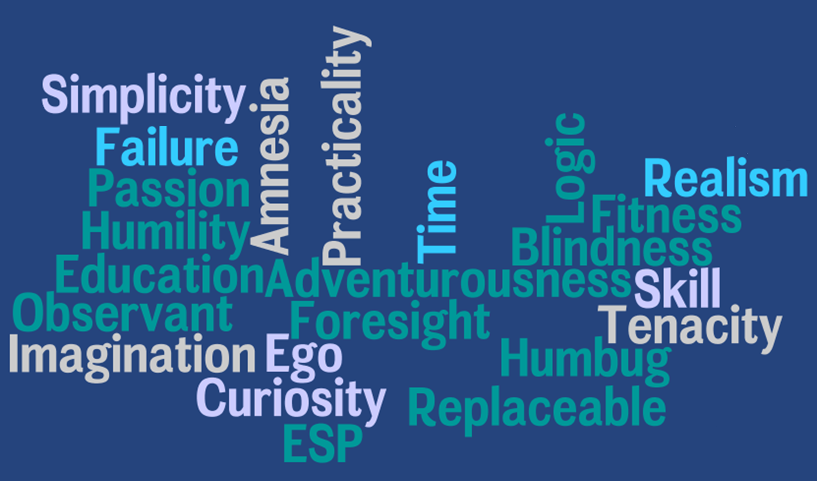 Simplicity
Amnesia
Practicality
Failure
Time
Logic
Realism
Passion
Fitness
Humility
Blindness
Education
Adventurousness
Skill
Observant
Foresight
Tenacity
Imagination
Ego
Humbug
Curiosity
Replaceable
ESP